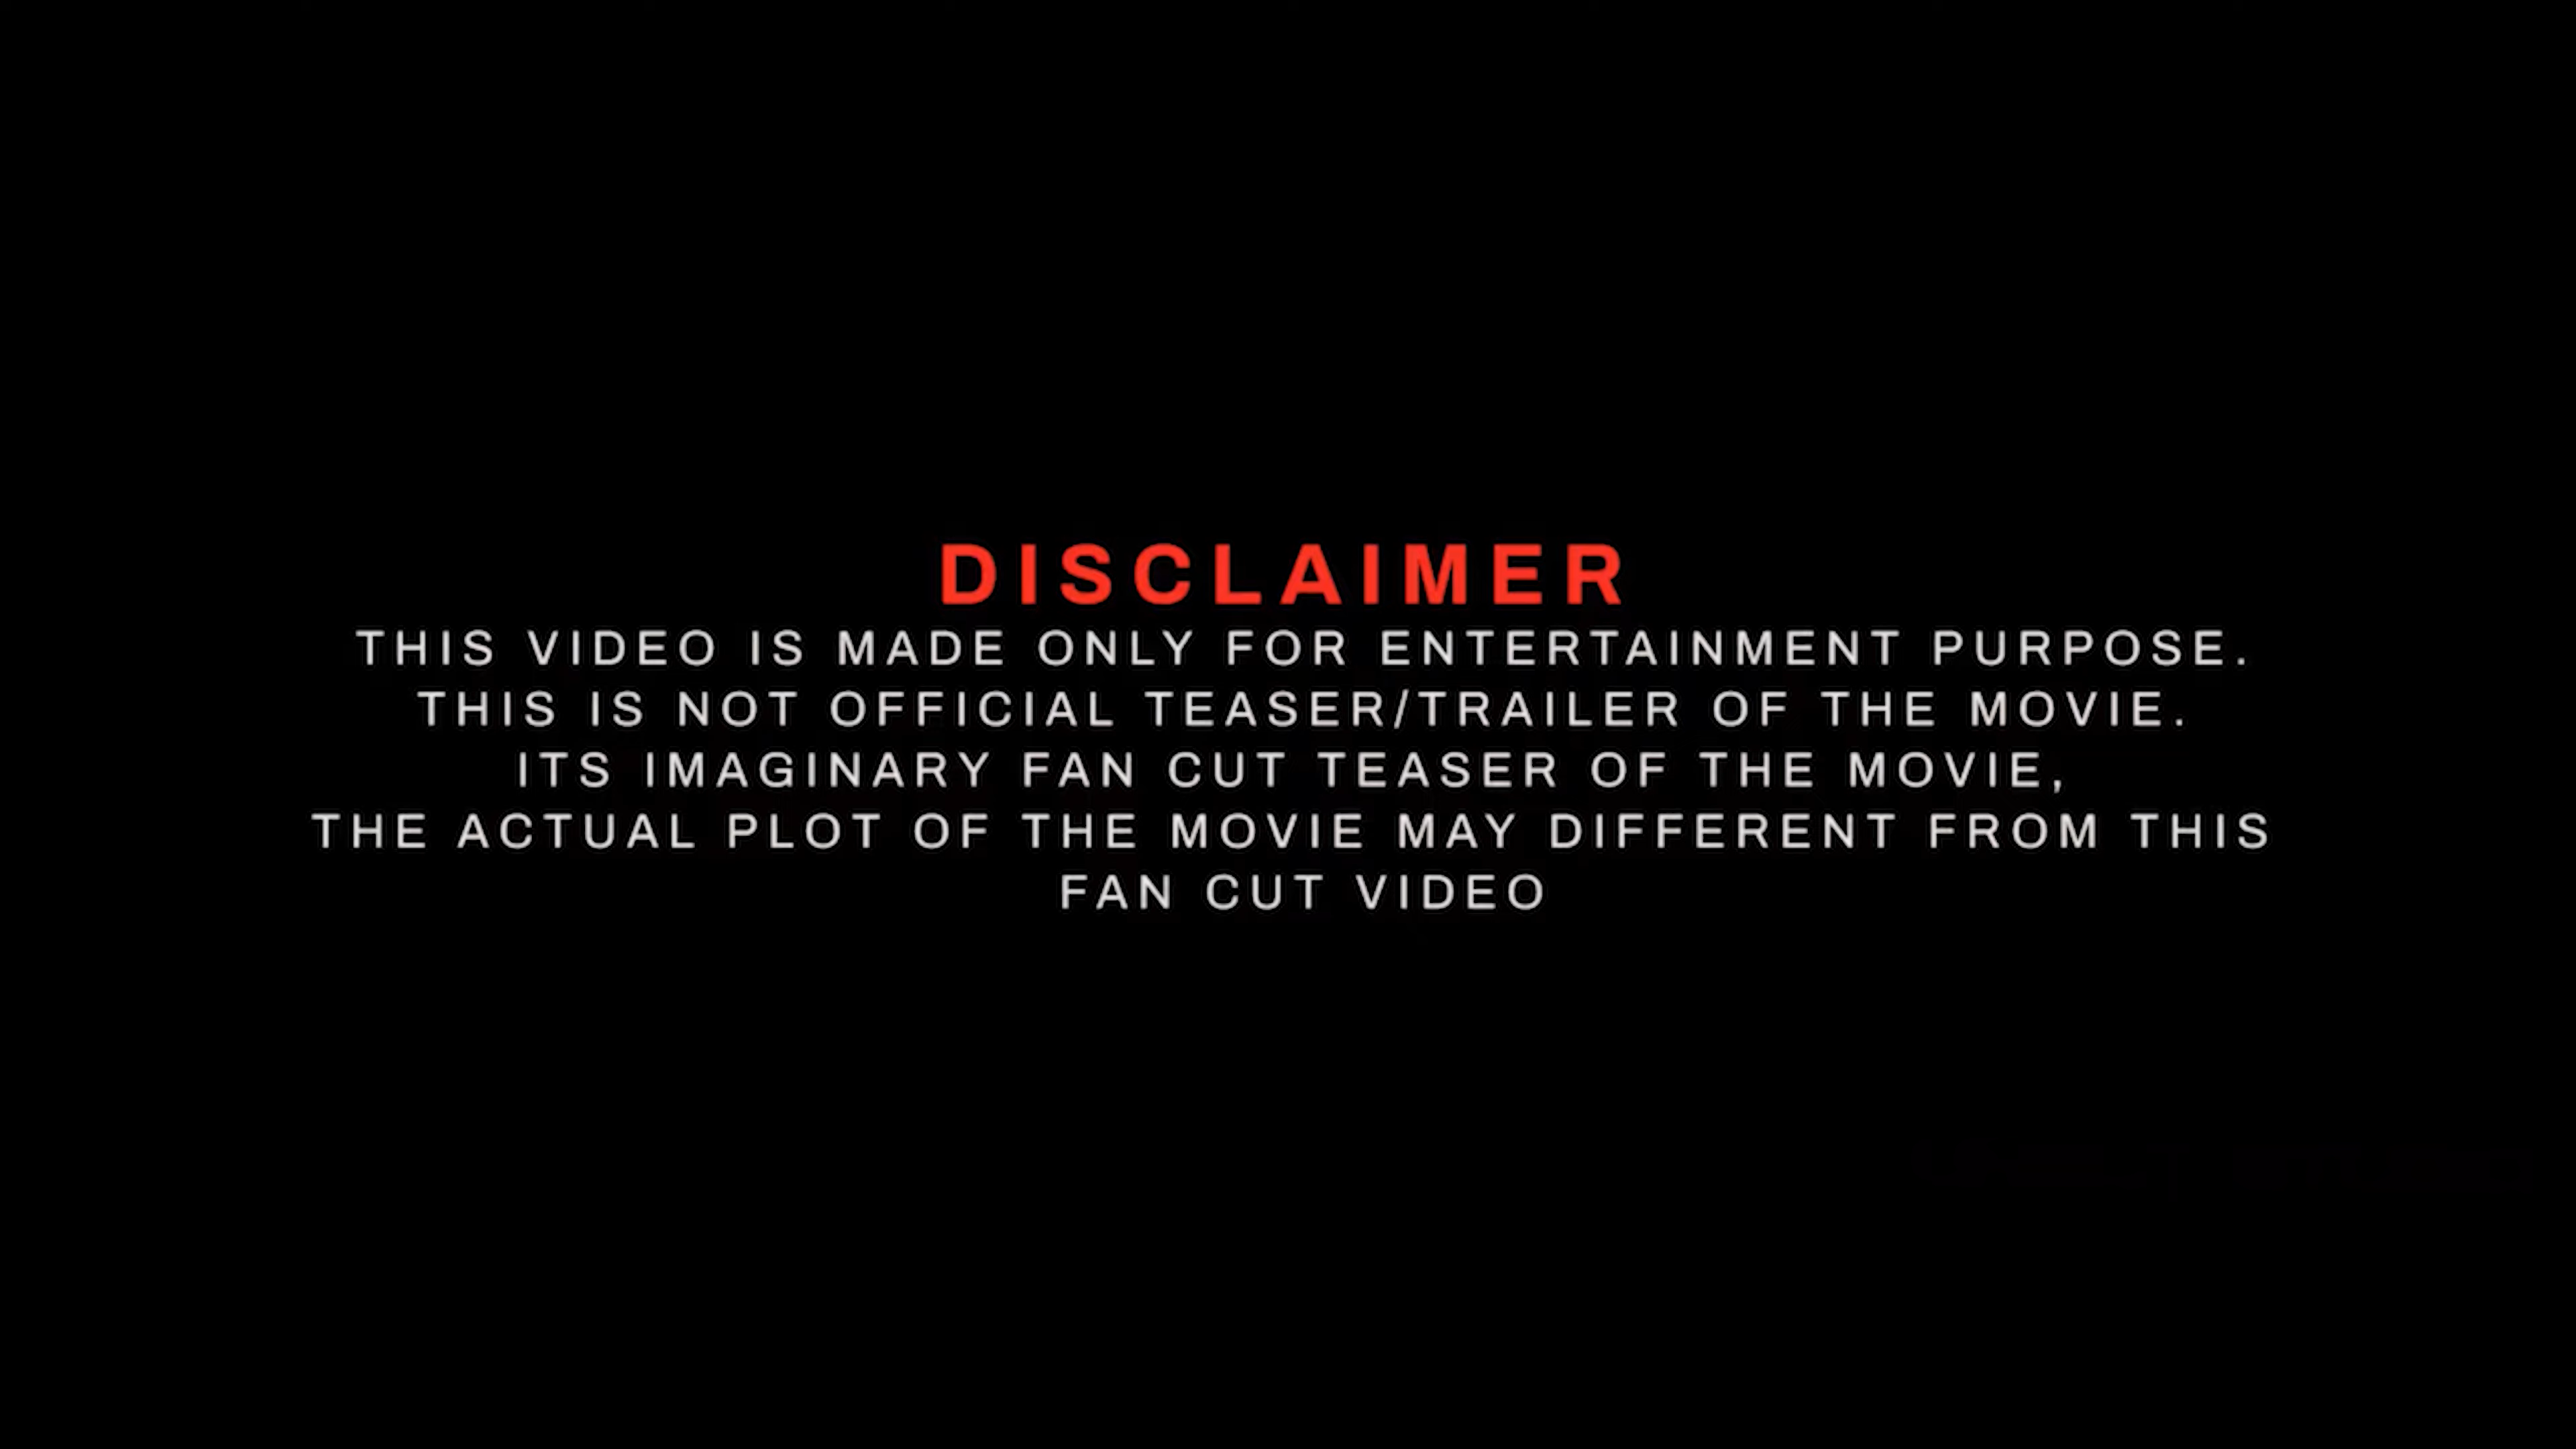 DISCLAIMER
THIS VIDEO IS MADE ONLY FOR ENTERTAINMENT PURPOSE.
THIS IS NOT OFFICIAL TEASER/TRAILER OF THE MOVIE.
ITS IMAGINARY FAN CUT TEASER OF THE MOVIE,
THE ACTUAL PLOT OF THE MOVIE MAY DIFFERENT FROM THIS
FAN CUT VIDEO